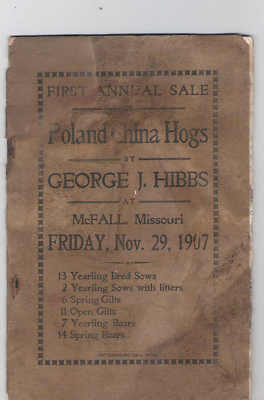 FIRST ANNUAL SALE
Poland China Hogs
BY
GEORGE J. HIBBS
AT
McFALL, Missouri
FRIDAY, Nov. 29, 1907
13 Yearling Bred Sows
2 Yearling Sows with litters
6 Spring Gilts
11 Open Gilts
7 Yearling Boars
14 Spring Boars